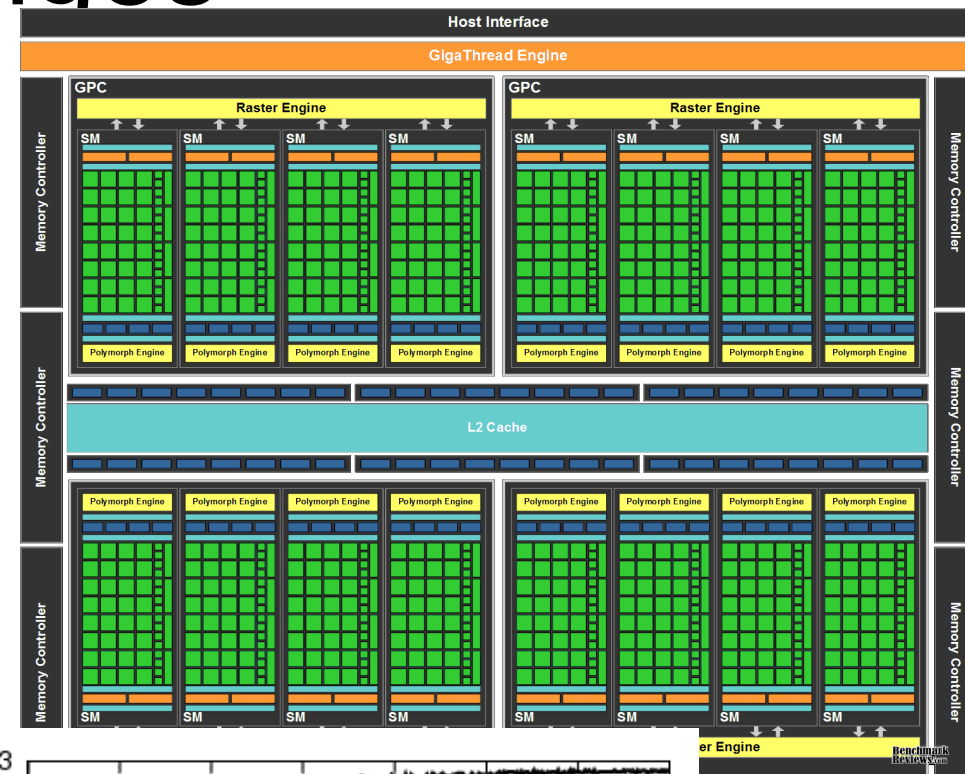 Host Interface
GigaThread Engine
GPC
GPC
Raster Engine
Raster Engine
SM
SM
SM
SM
SM
SM
SM
SM
Memory Controller
Memory Controller
Polymorph Engine
Polymorph Engine
Polymorph Engine
Polymorph Engine
Polymorph Engine
Polymorph Engine
Polymorph Engine
Polymorph Engine
Memory Controller
Memory Controller
L2 Cache
Polymorph Engine
Polymorph Engine
Polymorph Engine
Polymorph Engine
Polymorph Engine
Polymorph Engine
Polymorph Engine
Polymorph Engine
Memory Controller
Memory Controller
SM
SM
SM
SM
SM
SM
SM
SM
er Engine
Benchmark
Reviews.com
3